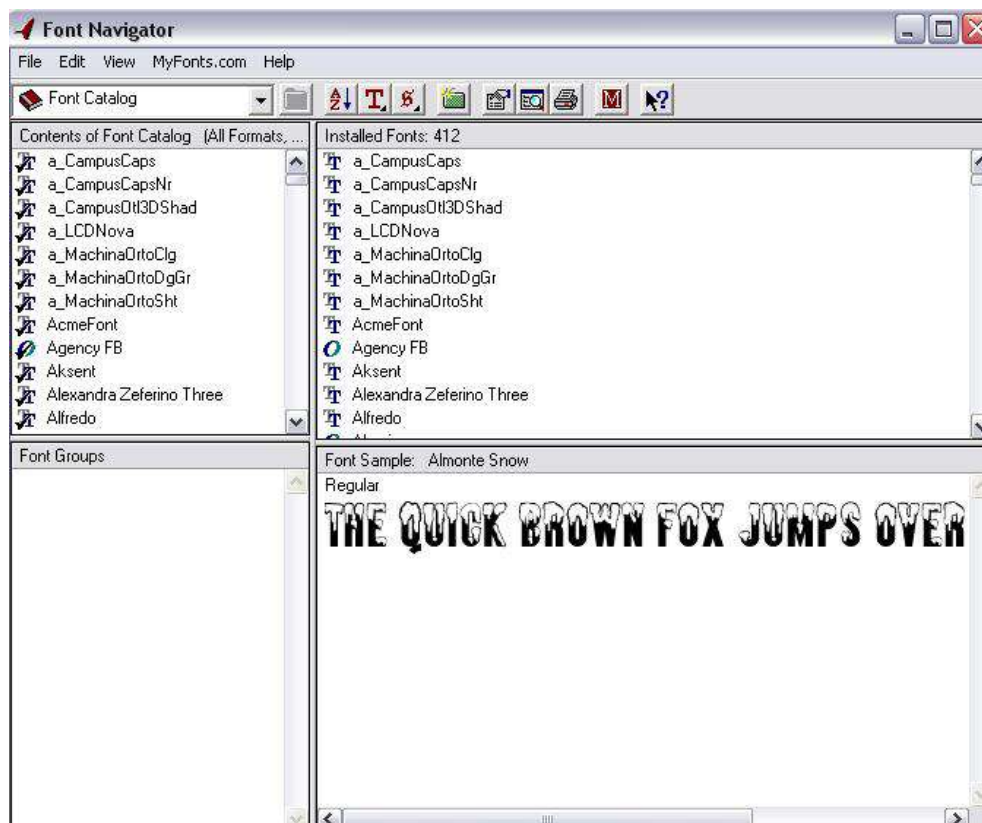 Font Navigator
File Edit View MyFonts.com Help
Font Catalog
Contents of Font Catalog (All Formats, ...
a_CampusCaps
a_CampusCapsNr
a_CampusOtl3DShad
a_LCDNova
a_MachinaOrtoClg
a_MachinaOrtoDgGr
a_MachinaOrtoSht
AcmeFont
Agency FB
Aksent
Alexandra Zeferino Three
Alfredo
Installed Fonts: 412
a_CampusCaps
a_CampusCapsNr
a_CampusOtl3DShad
a_LCDNova
a_MachinaOrtoClg
a_MachinaOrtoDgGr
a_MachinaOrtoSht
AcmeFont
Agency FB
Aksent
Alexandra Zeferino Three
Alfredo
Font Groups
Font Sample: Almonte Snow
Regular
THE QUICK BROWN FOX JUMPS OVER